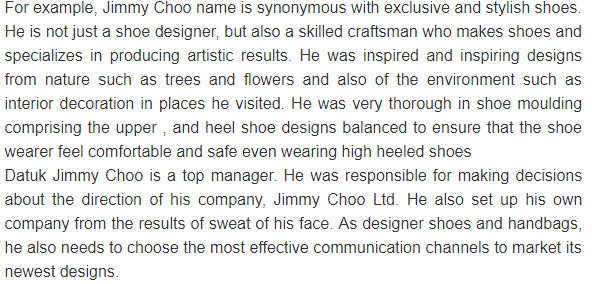 For example, Jimmy Choo name is synonymous with exclusive and stylish shoes.
He is not just a shoe designer, but also a skilled craftsman who makes shoes and
specializes in producing artistic results. He was inspired and inspiring designs
from nature such as trees and flowers and also of the environment such as
interior decoration in places he visited. He was very thorough in shoe moulding
comprising the upper , and heel shoe designs balanced to ensure that the shoe
wearer feel comfortable and safe even wearing high heeled shoes
Datuk Jimmy Choo is a top manager. He was responsible for making decisions
about the direction of his company, Jimmy Choo Ltd. He also set up his own
company from the results of sweat of his face. As designer shoes and handbags,
he also needs to choose the most effective communication channels to market its
newest designs.